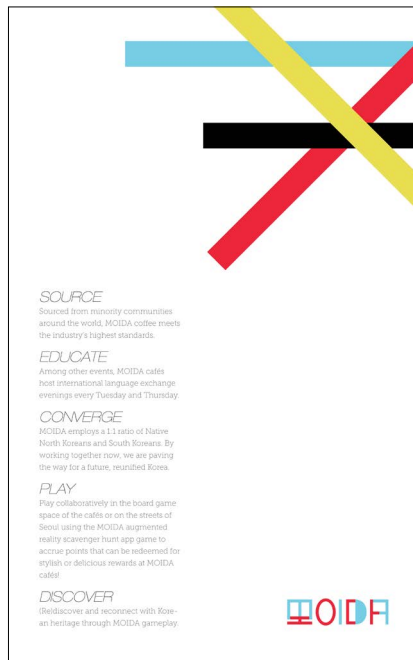 SOURCE
Sourced from minority communities
around the world, MOIDA coffee meets
the industry's highest standards.
EDUCATE
Among other events, MOIDA cafés
host international language exchange
evenings every Tuesday and Thursday.
CONVERGE
MOIDA employs a 1:1 ratio of Native
North Koreans and South Koreans. By
working together now, we are paving
the way for a future, reunified Korea.
PLAY
Play collaboratively in the board game
space of the cafés or on the streets of
Seoul using the MOIDA augmented
reality scavenger hunt app game to
accrue points that can be redeemed for
stylish or delicious rewards at MOIDA
cafés!
DISCOVER
(Re)discover and reconnect with Kore-
an heritage through MOIDA gameplay.
MOIDA